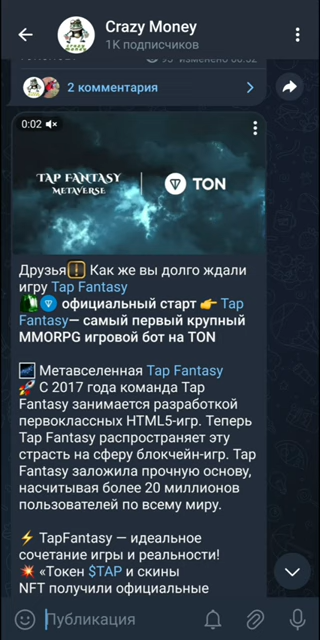 Crazy Money
1K подписчиков
2 комментария
0:02
TAP FANTASY
METAVERSE
TON
Друзья Как же вы долго ждали
игру Tap Fantasy
официальный старт 👉 Tap
Fantasy— самый первый крупный
MMORPG игровой бот на TON
Метавселенная Tap Fantasy
🚀 С 2017 года команда Tap
Fantasy занимается разработкой
первоклассных HTML5-игр. Теперь
Tap Fantasy распространяет эту
страсть на сферу блокчейн-игр. Tap
Fantasy заложила прочную основу,
насчитывая более 20 миллионов
пользователей по всему миру.
⚡ TapFantasy — идеальное
сочетание игры и реальности!
💥 «Токен $TAP и скины
NFT получили официальные
Публикация